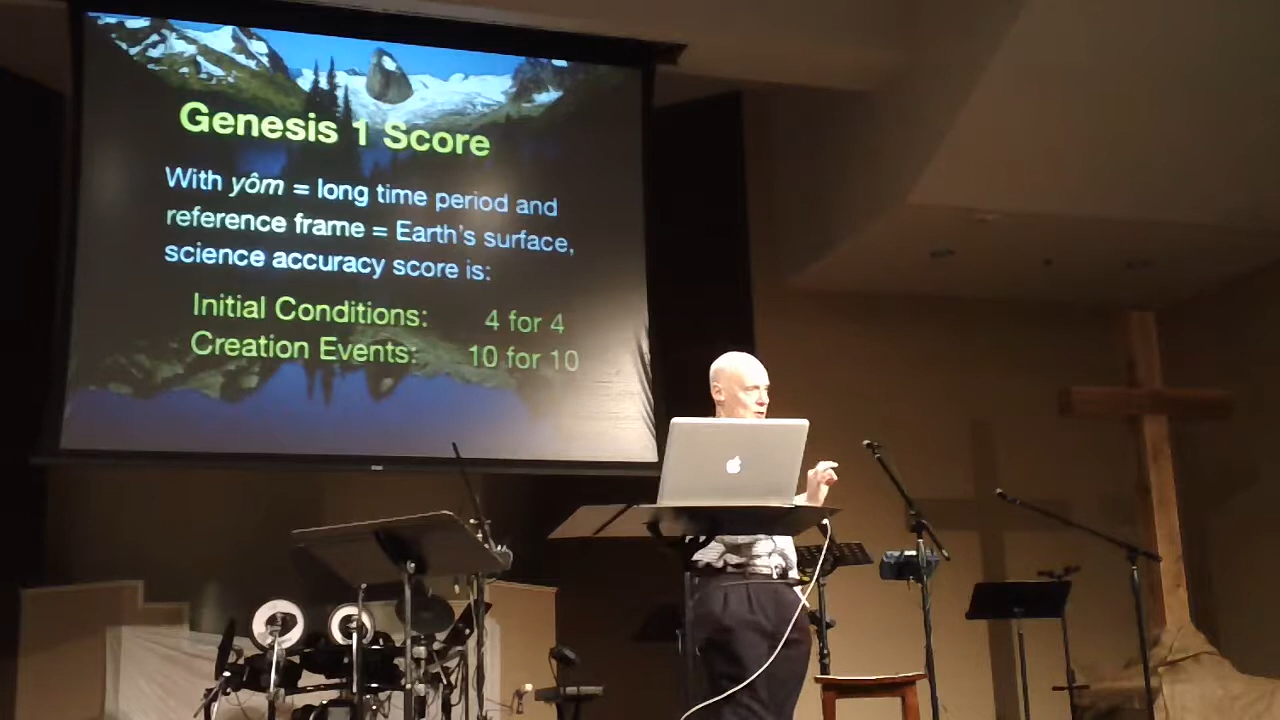 Genesis 1 Score
With yôm = long time period and
reference frame = Earth's surface,
science accuracy score is:
Initial Conditions: 4 for 4
Creation Events: 10 for 10